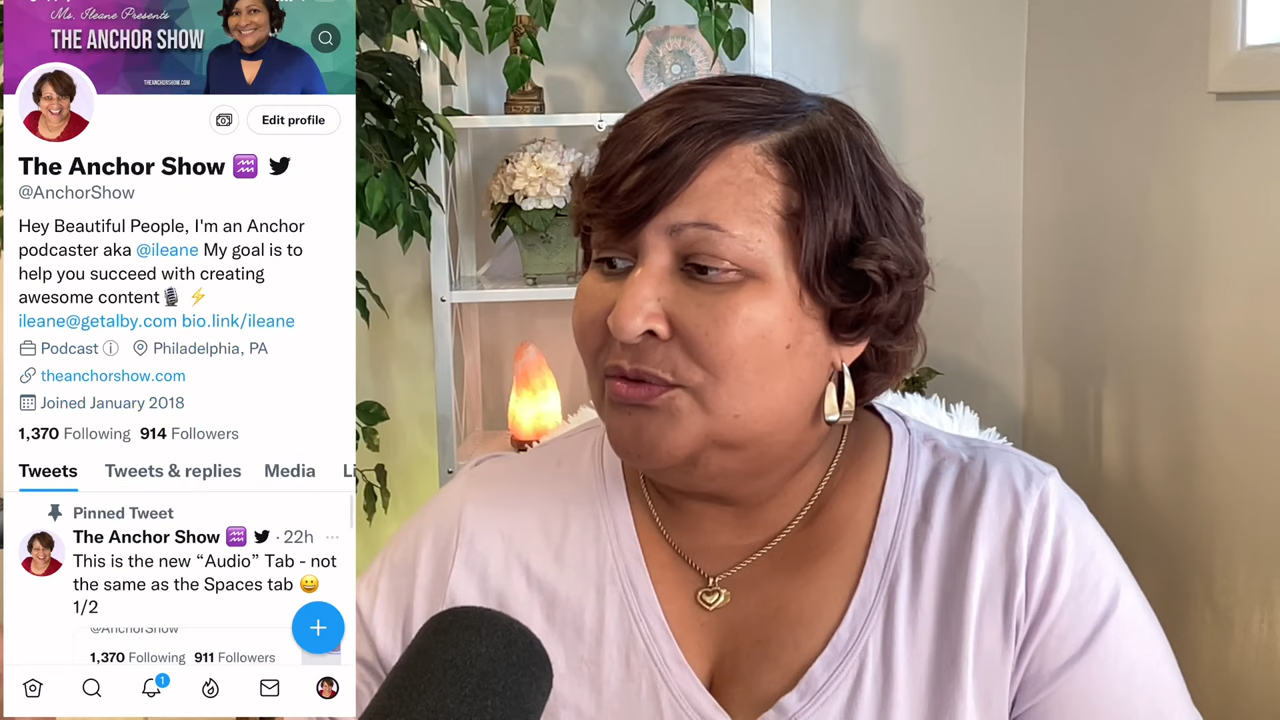 Ms. Ileane Presents
THE ANCHOR SHOW
THEANCHORSHOW.COM
Edit profile
The Anchor Show ♒
@AnchorShow
Hey Beautiful People, I'm an Anchor
podcaster aka @ileane My goal is to
help you succeed with creating
awesome content🎙️ ⚡
ileane@getalby.com bio.link/ileane
Podcast Philadelphia, PA
theanchorshow.com
Joined January 2018
1,370 Following 914 Followers
Tweets Tweets & replies Media Li
Pinned Tweet
The Anchor Show ♒ · 22h ...
This is the new “Audio” Tab - not
the same as the Spaces tab 😀
1/2
@AnchorShow
1,370 Following 911 Followers
1